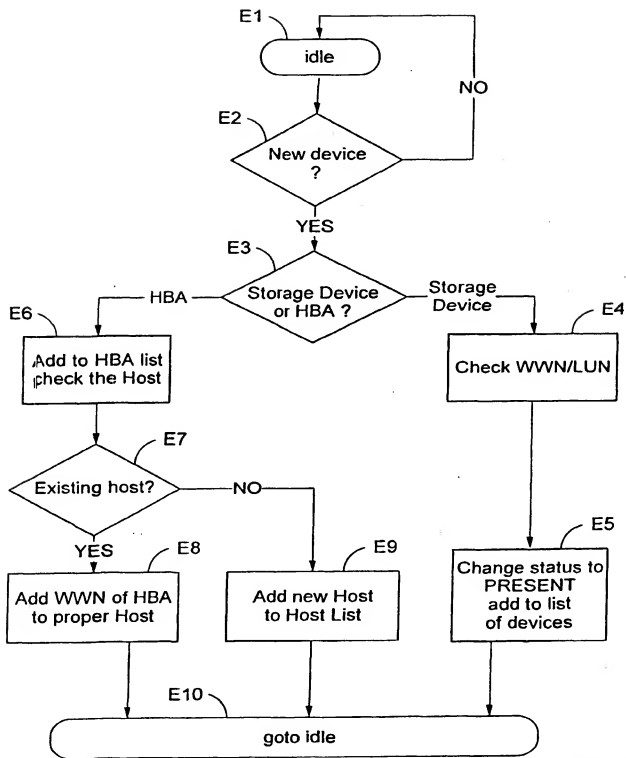 E1
idle
NO
E2
New device
?
YES
E3
Storage Device
or HBA ?
HBA
Storage
Device
E6
Add to HBA list
check the Host
E4
Check WWN/LUN
E7
Existing host?
NO
YES
E8
Add WWN of HBA
to proper Host
E9
Add new Host
to Host List
E5
Change status to
PRESENT
add to list
of devices
E10
goto idle